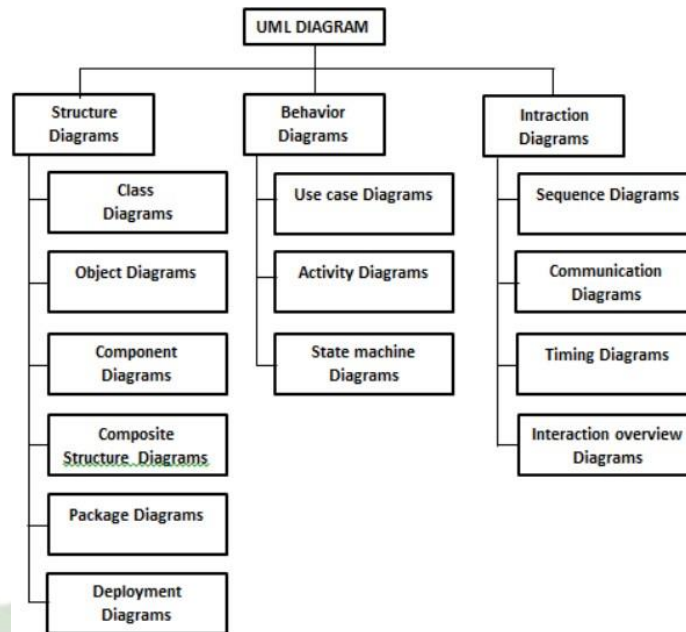 UML DIAGRAM
Structure
Diagrams
Class
Diagrams
Object Diagrams
Component
Diagrams
Composite
Structure Diagrams
Package Diagrams
Deployment
Diagrams
Behavior
Diagrams
Use case Diagrams
Activity Diagrams
State machine
Diagrams
Intraction
Diagrams
Sequence Diagrams
Communication
Diagrams
Timing Diagrams
Interaction overview
Diagrams